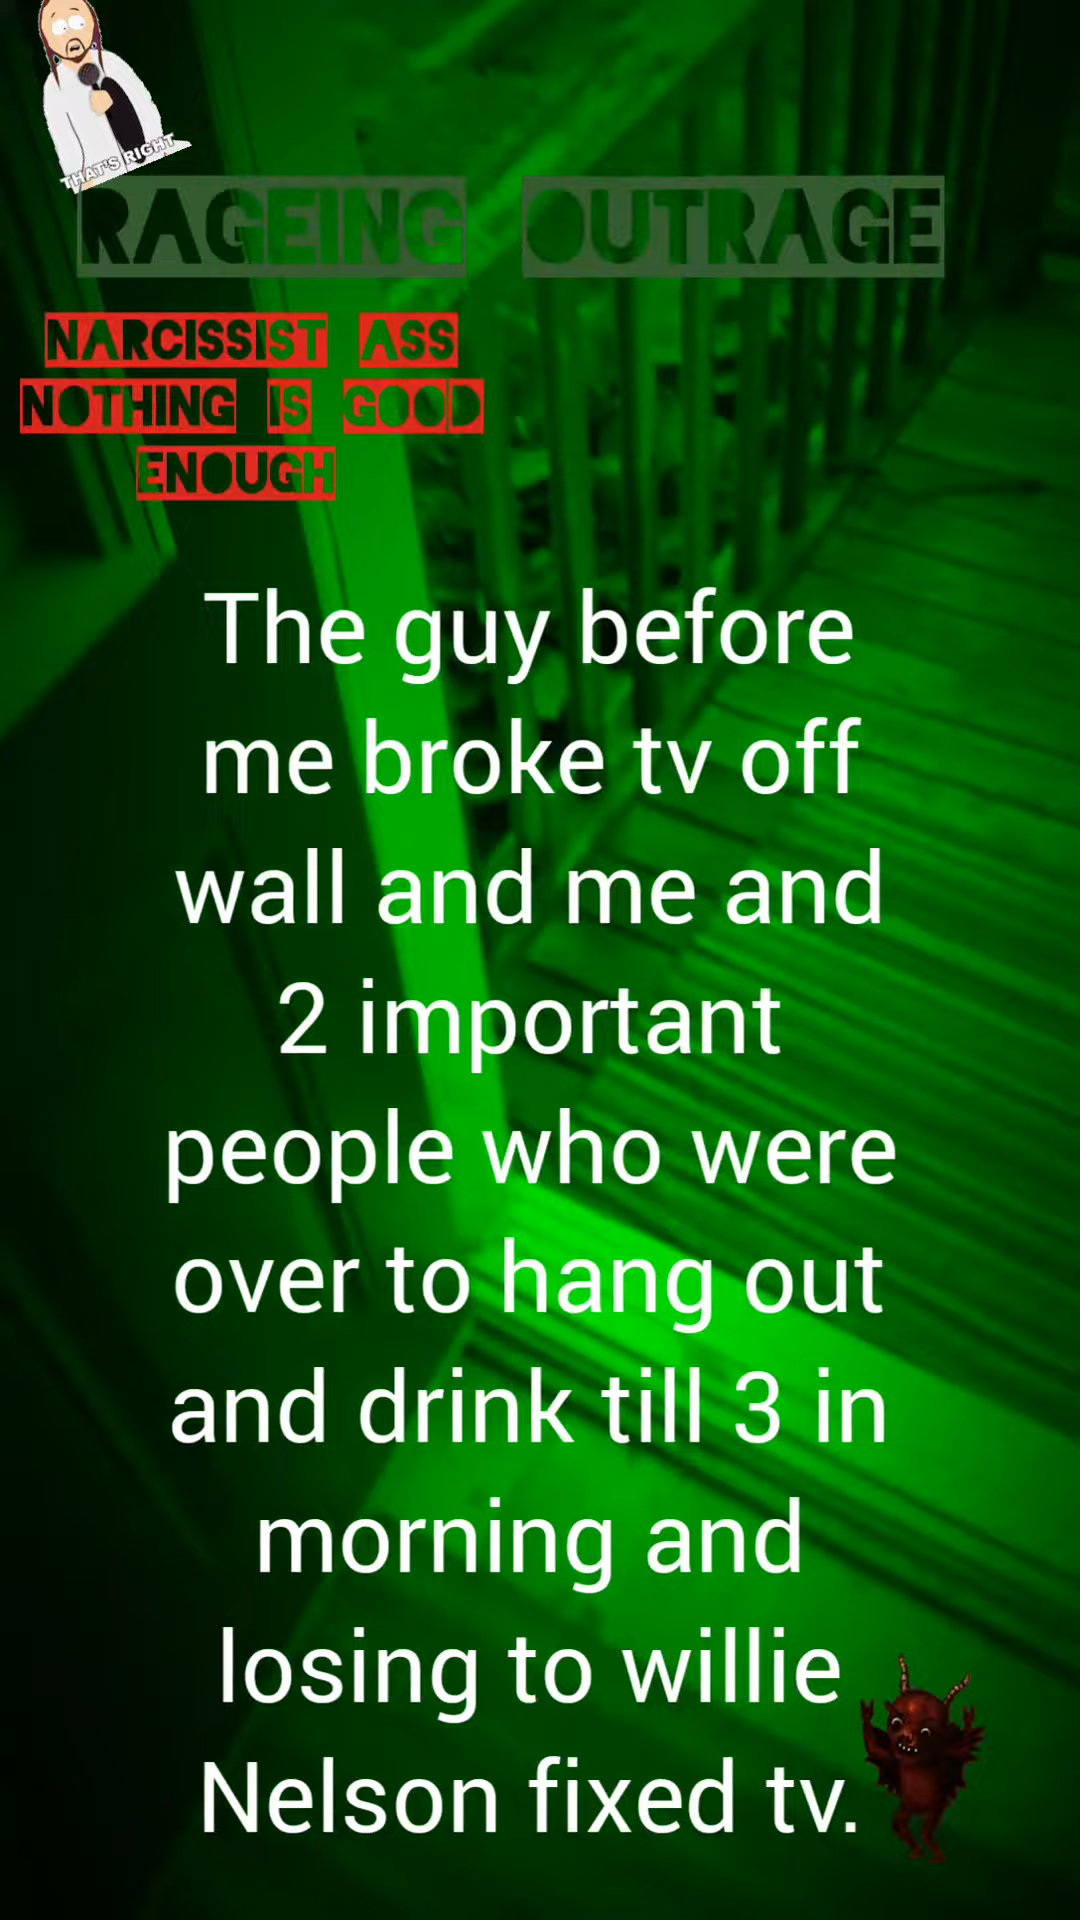 THAT'S RIGHT
RAGEING OUTRAGE
NARCISSIST ASS
NOTHING IS GOOD
ENOUGH
The guy before
me broke tv off
wall and me and
2 important
people who were
over to hang out
and drink till 3 in
morning and
losing to willie
Nelson fixed tv.